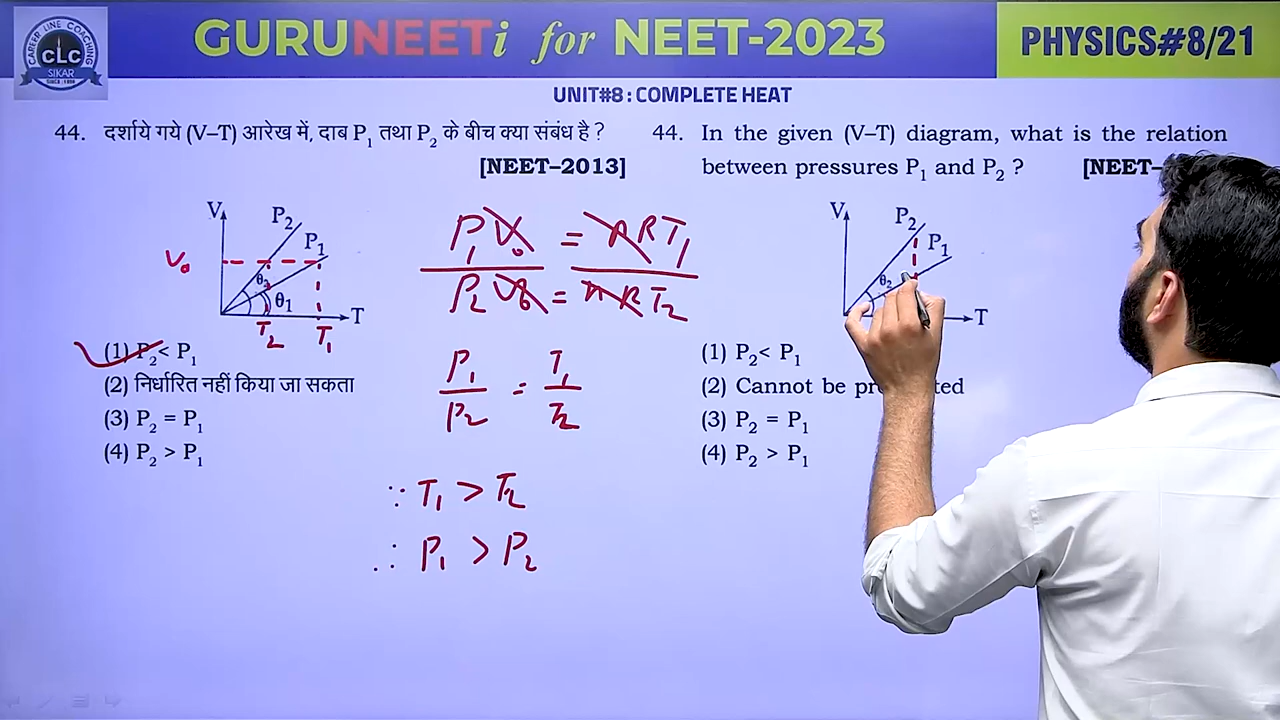 CAREER LINE COACHING
CLC
SIKAR
SINCE : 1996
GURUNEETi for NEET-2023
PHYSICS#8/21
UNIT#8 : COMPLETE HEAT
44. दर्शाये गये (V–T) आरेख में, दाब P₁ तथा P₂ के बीच क्या संबंध है ?
[NEET–2013]
V
P₂
P₁
V₀
θ₂
θ₁
T
T₂ T₁
(1) P₂< P₁
(2) निर्धारित नहीं किया जा सकता
(3) P₂ = P₁
(4) P₂ > P₁
P₁V₀ = nRT₁
P₂V₀ = nRT₂
P₁/P₂ = T₁/T₂
∵ T₁ > T₂
∴ P₁ > P₂
44. In the given (V–T) diagram, what is the relation
between pressures P₁ and P₂ ? [NEET–
V
P₂
P₁
θ₂
T
(1) P₂< P₁
(2) Cannot be
(3) P₂ = P₁
(4) P₂ > P₁